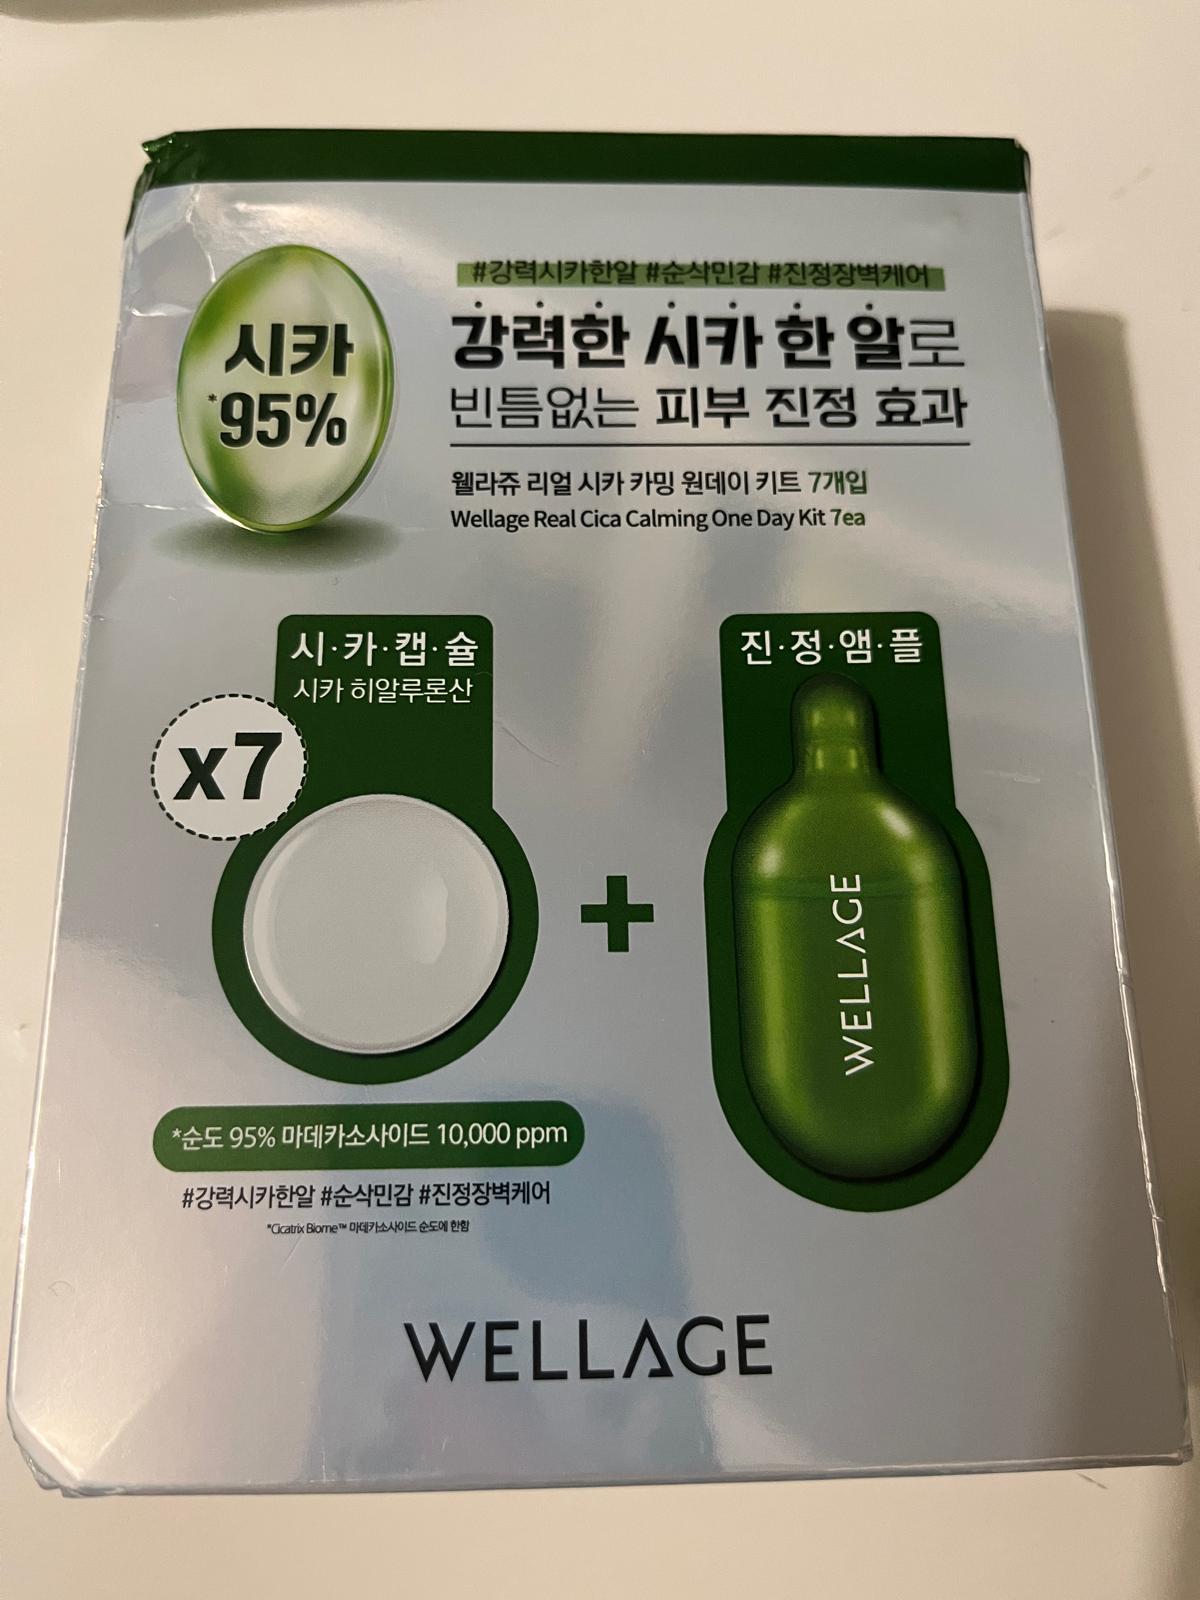 #강력시카한알 #순삭민감 #진정장벽케어
강력한 시카 한 알로
빈틈없는 피부 진정 효과
시카
*95%
웰라쥬 리얼 시카 카밍 원데이 키트 7개입
Wellage Real Cica Calming One Day Kit 7ea
시·카·캡·슐
시카 히알루론산
x7
+
진·정·앰·플
WELLAGE
*순도 95% 마데카소사이드 10,000 ppm
#강력시카한알 #순삭민감 #진정장벽케어
*Cicatrix Biome™ 마데카소사이드 순도에 한함
WELLAGE